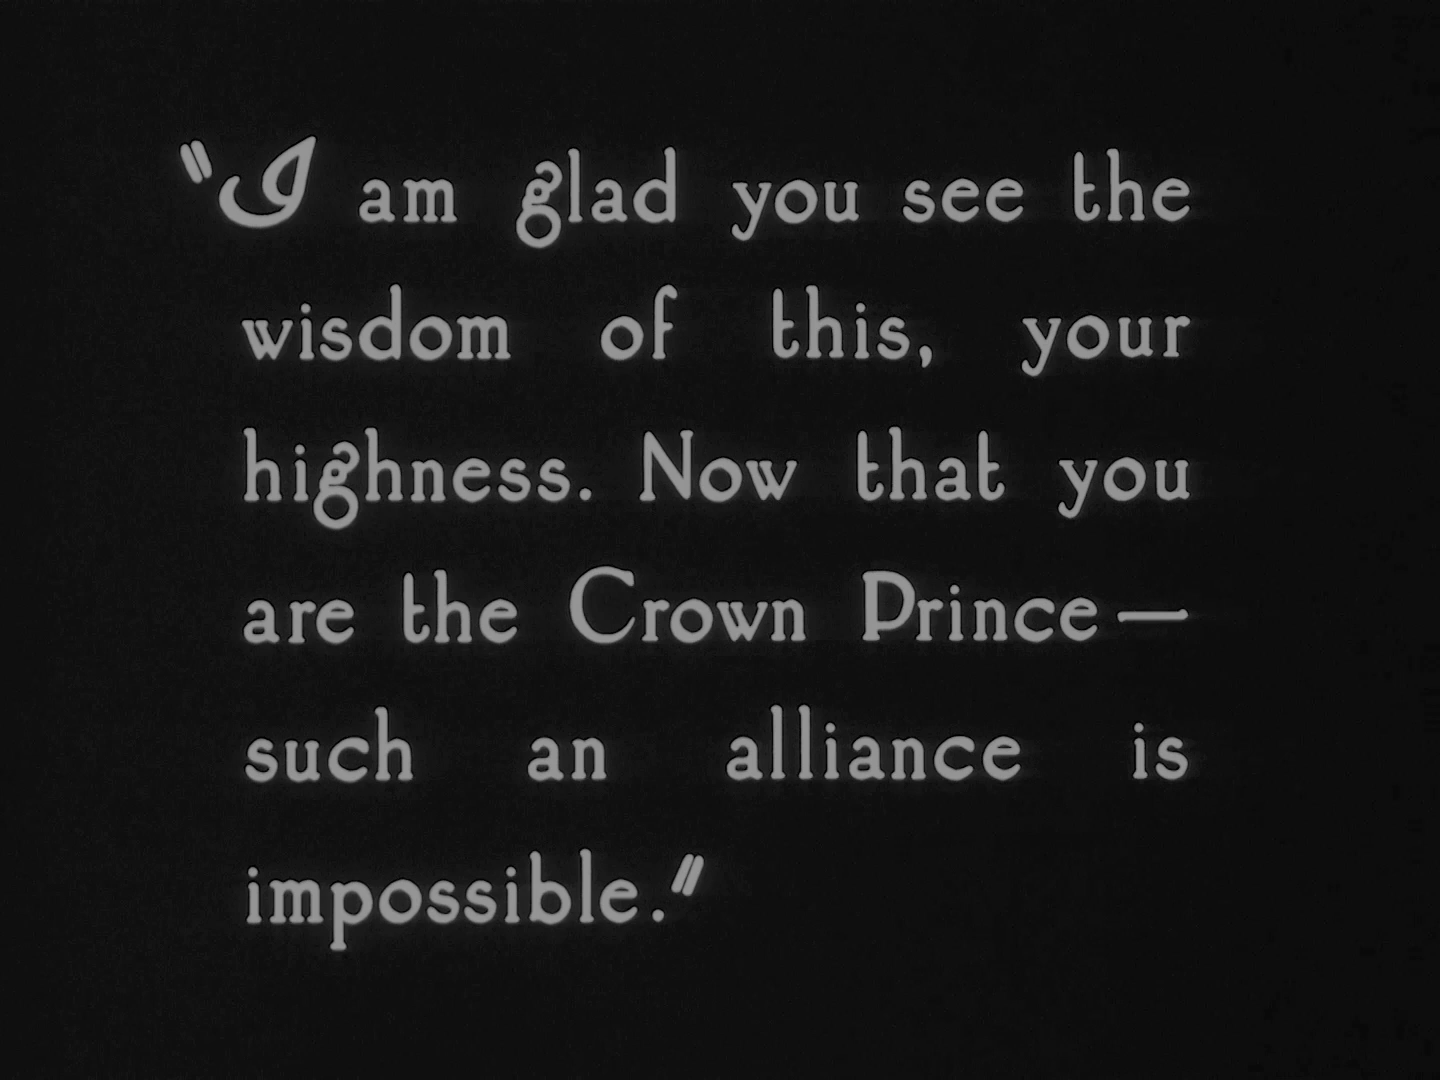 "I am glad you see the
wisdom of this, your
highness. Now that you
are the Crown Prince—
such an alliance is
impossible."